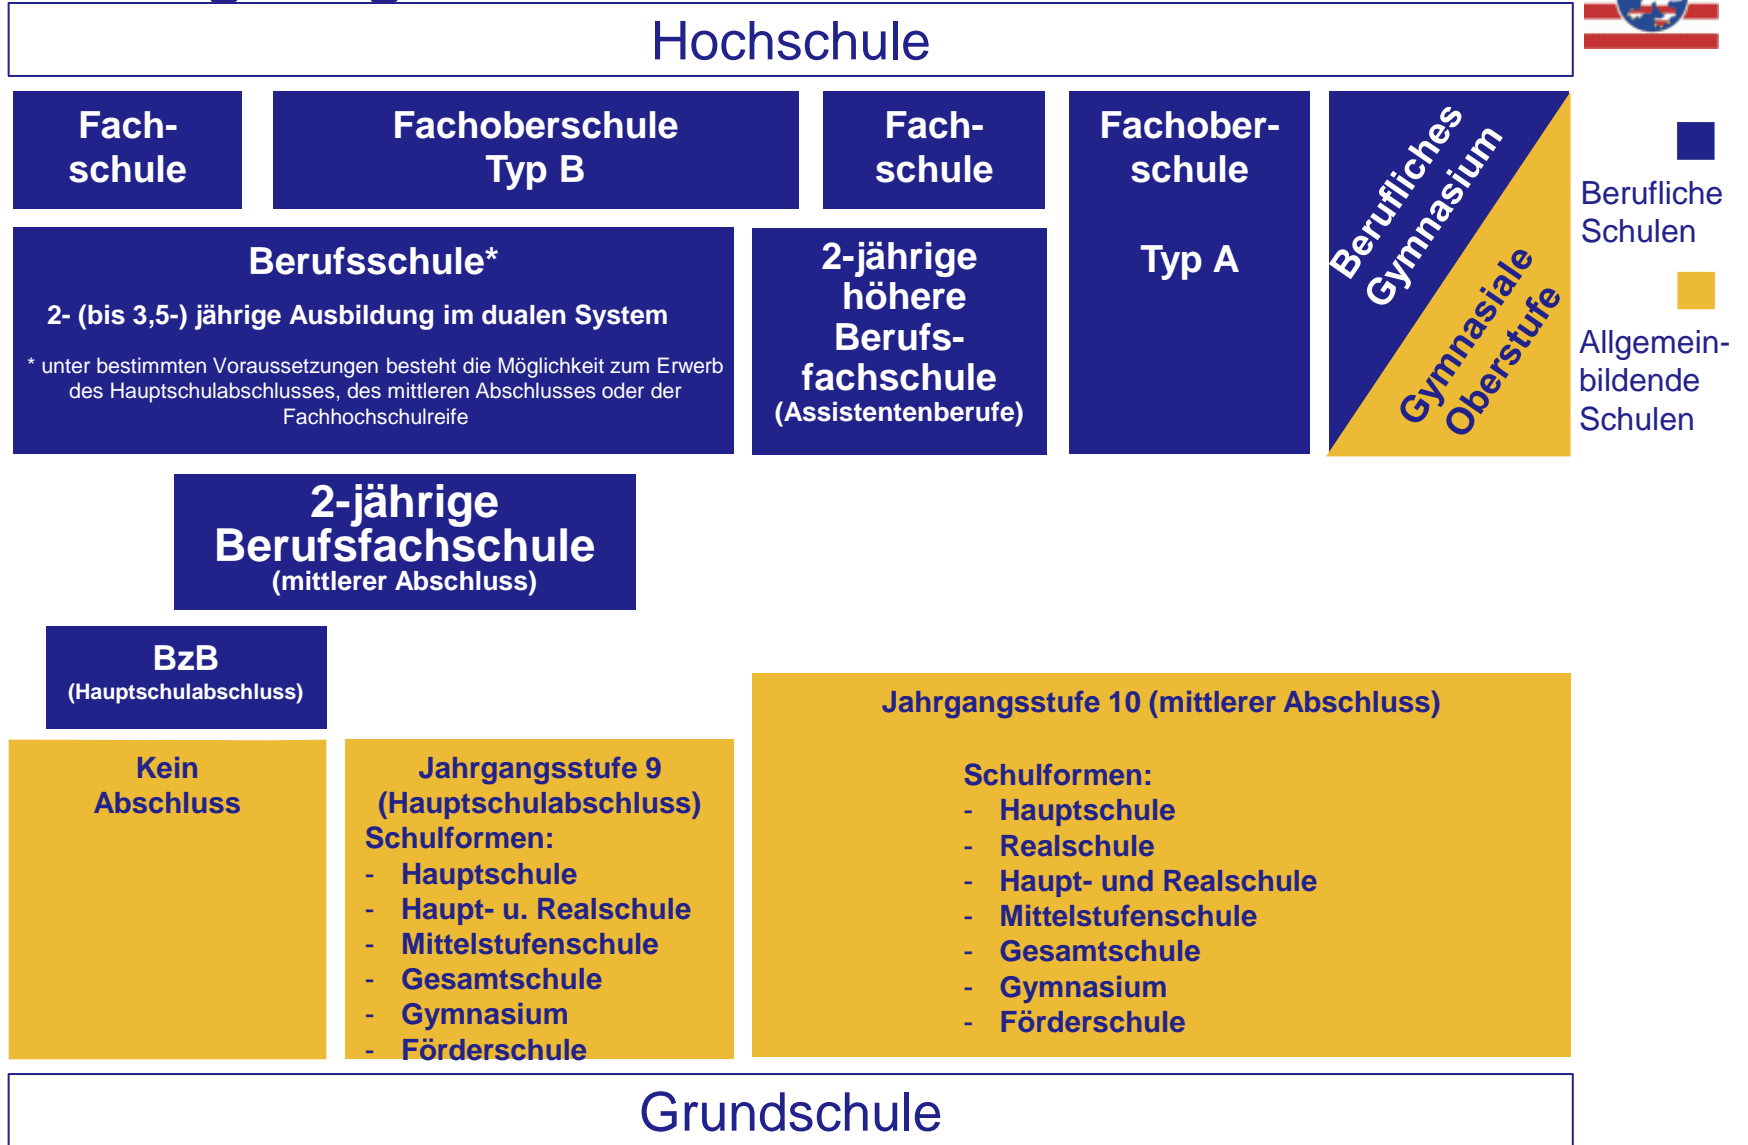 Hochschule
Fach-
schule
Fachoberschule
Typ B
Fach-
schule
Fachober-
schule
Typ A
Berufliches
Gymnasium
Gymnasiale
Oberstufe
Berufliche
Schulen
Allgemein-
bildende
Schulen
Berufsschule*
2- (bis 3,5-) jährige Ausbildung im dualen System
* unter bestimmten Voraussetzungen besteht die Möglichkeit zum Erwerb
des Hauptschulabschlusses, des mittleren Abschlusses oder der
Fachhochschulreife
2-jährige
höhere
Berufs-
fachschule
(Assistentenberufe)
2-jährige
Berufsfachschule
(mittlerer Abschluss)
BzB
(Hauptschulabschluss)
Kein
Abschluss
Jahrgangsstufe 9
(Hauptschulabschluss)
Schulformen:
- Hauptschule
- Haupt- u. Realschule
- Mittelstufenschule
- Gesamtschule
- Gymnasium
- Förderschule
Jahrgangsstufe 10 (mittlerer Abschluss)
Schulformen:
- Hauptschule
- Realschule
- Haupt- und Realschule
- Mittelstufenschule
- Gesamtschule
- Gymnasium
- Förderschule
Grundschule